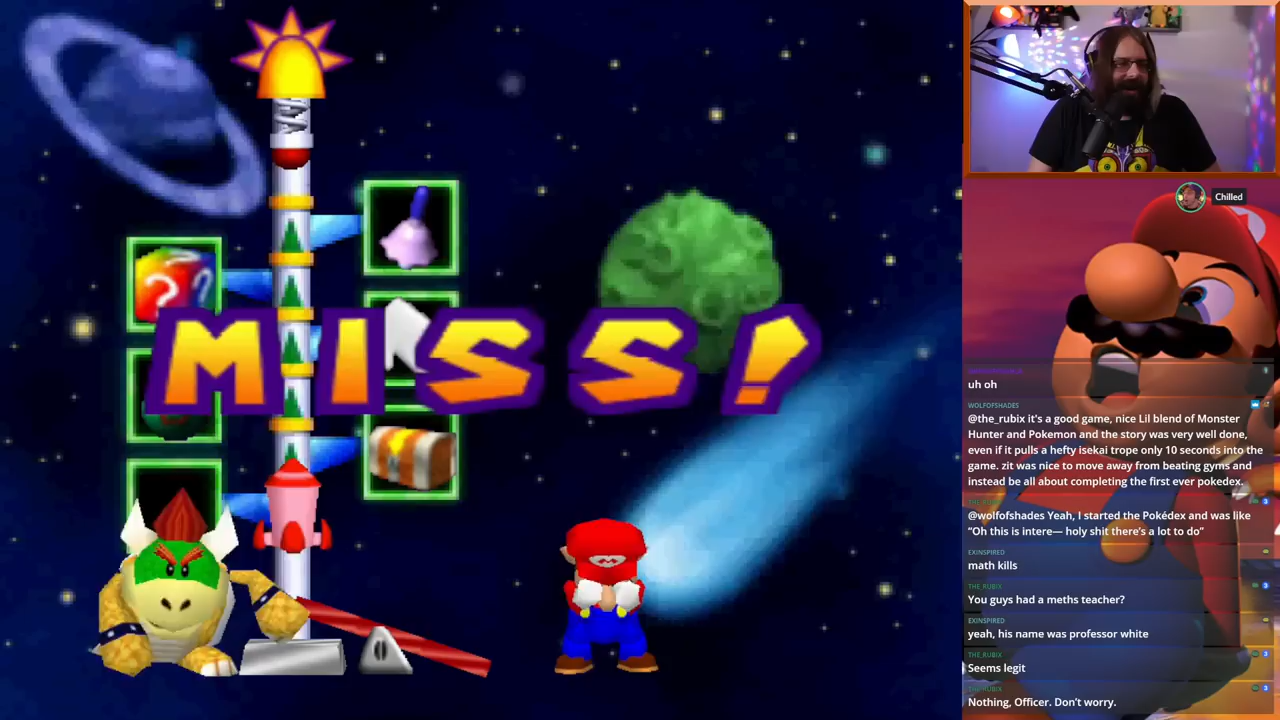 MISS!
Chilled
uh oh
WOLFOFSHADES
@the_rubix it's a good game, nice Lil blend of Monster
Hunter and Pokemon and the story was very well done,
even if it pulls a hefty isekai trope only 10 seconds into the
game. zit was nice to move away from beating gyms and
instead be all about completing the first ever pokedex.
THE_RUBIX
@wolfofshades Yeah, I started the Pokédex and was like
“Oh this is intere— holy shit there’s a lot to do”
EXINSPIRED
math kills
THE_RUBIX
You guys had a meths teacher?
EXINSPIRED
yeah, his name was professor white
THE_RUBIX
Seems legit
THE_RUBIX
Nothing, Officer. Don’t worry.